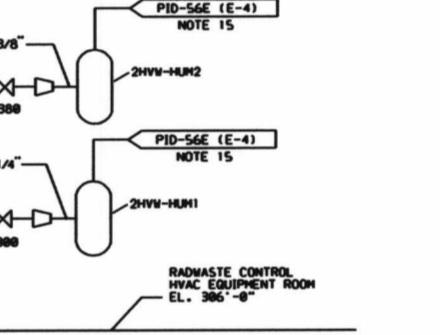 PID-56E (E-4)
NOTE 15
3/8"
2HVW-HUM2
380
PID-56E (E-4)
NOTE 15
1/4"
2HVW-HUM1
RADWASTE CONTROL
HVAC EQUIPMENT ROOM
EL. 306'-0"